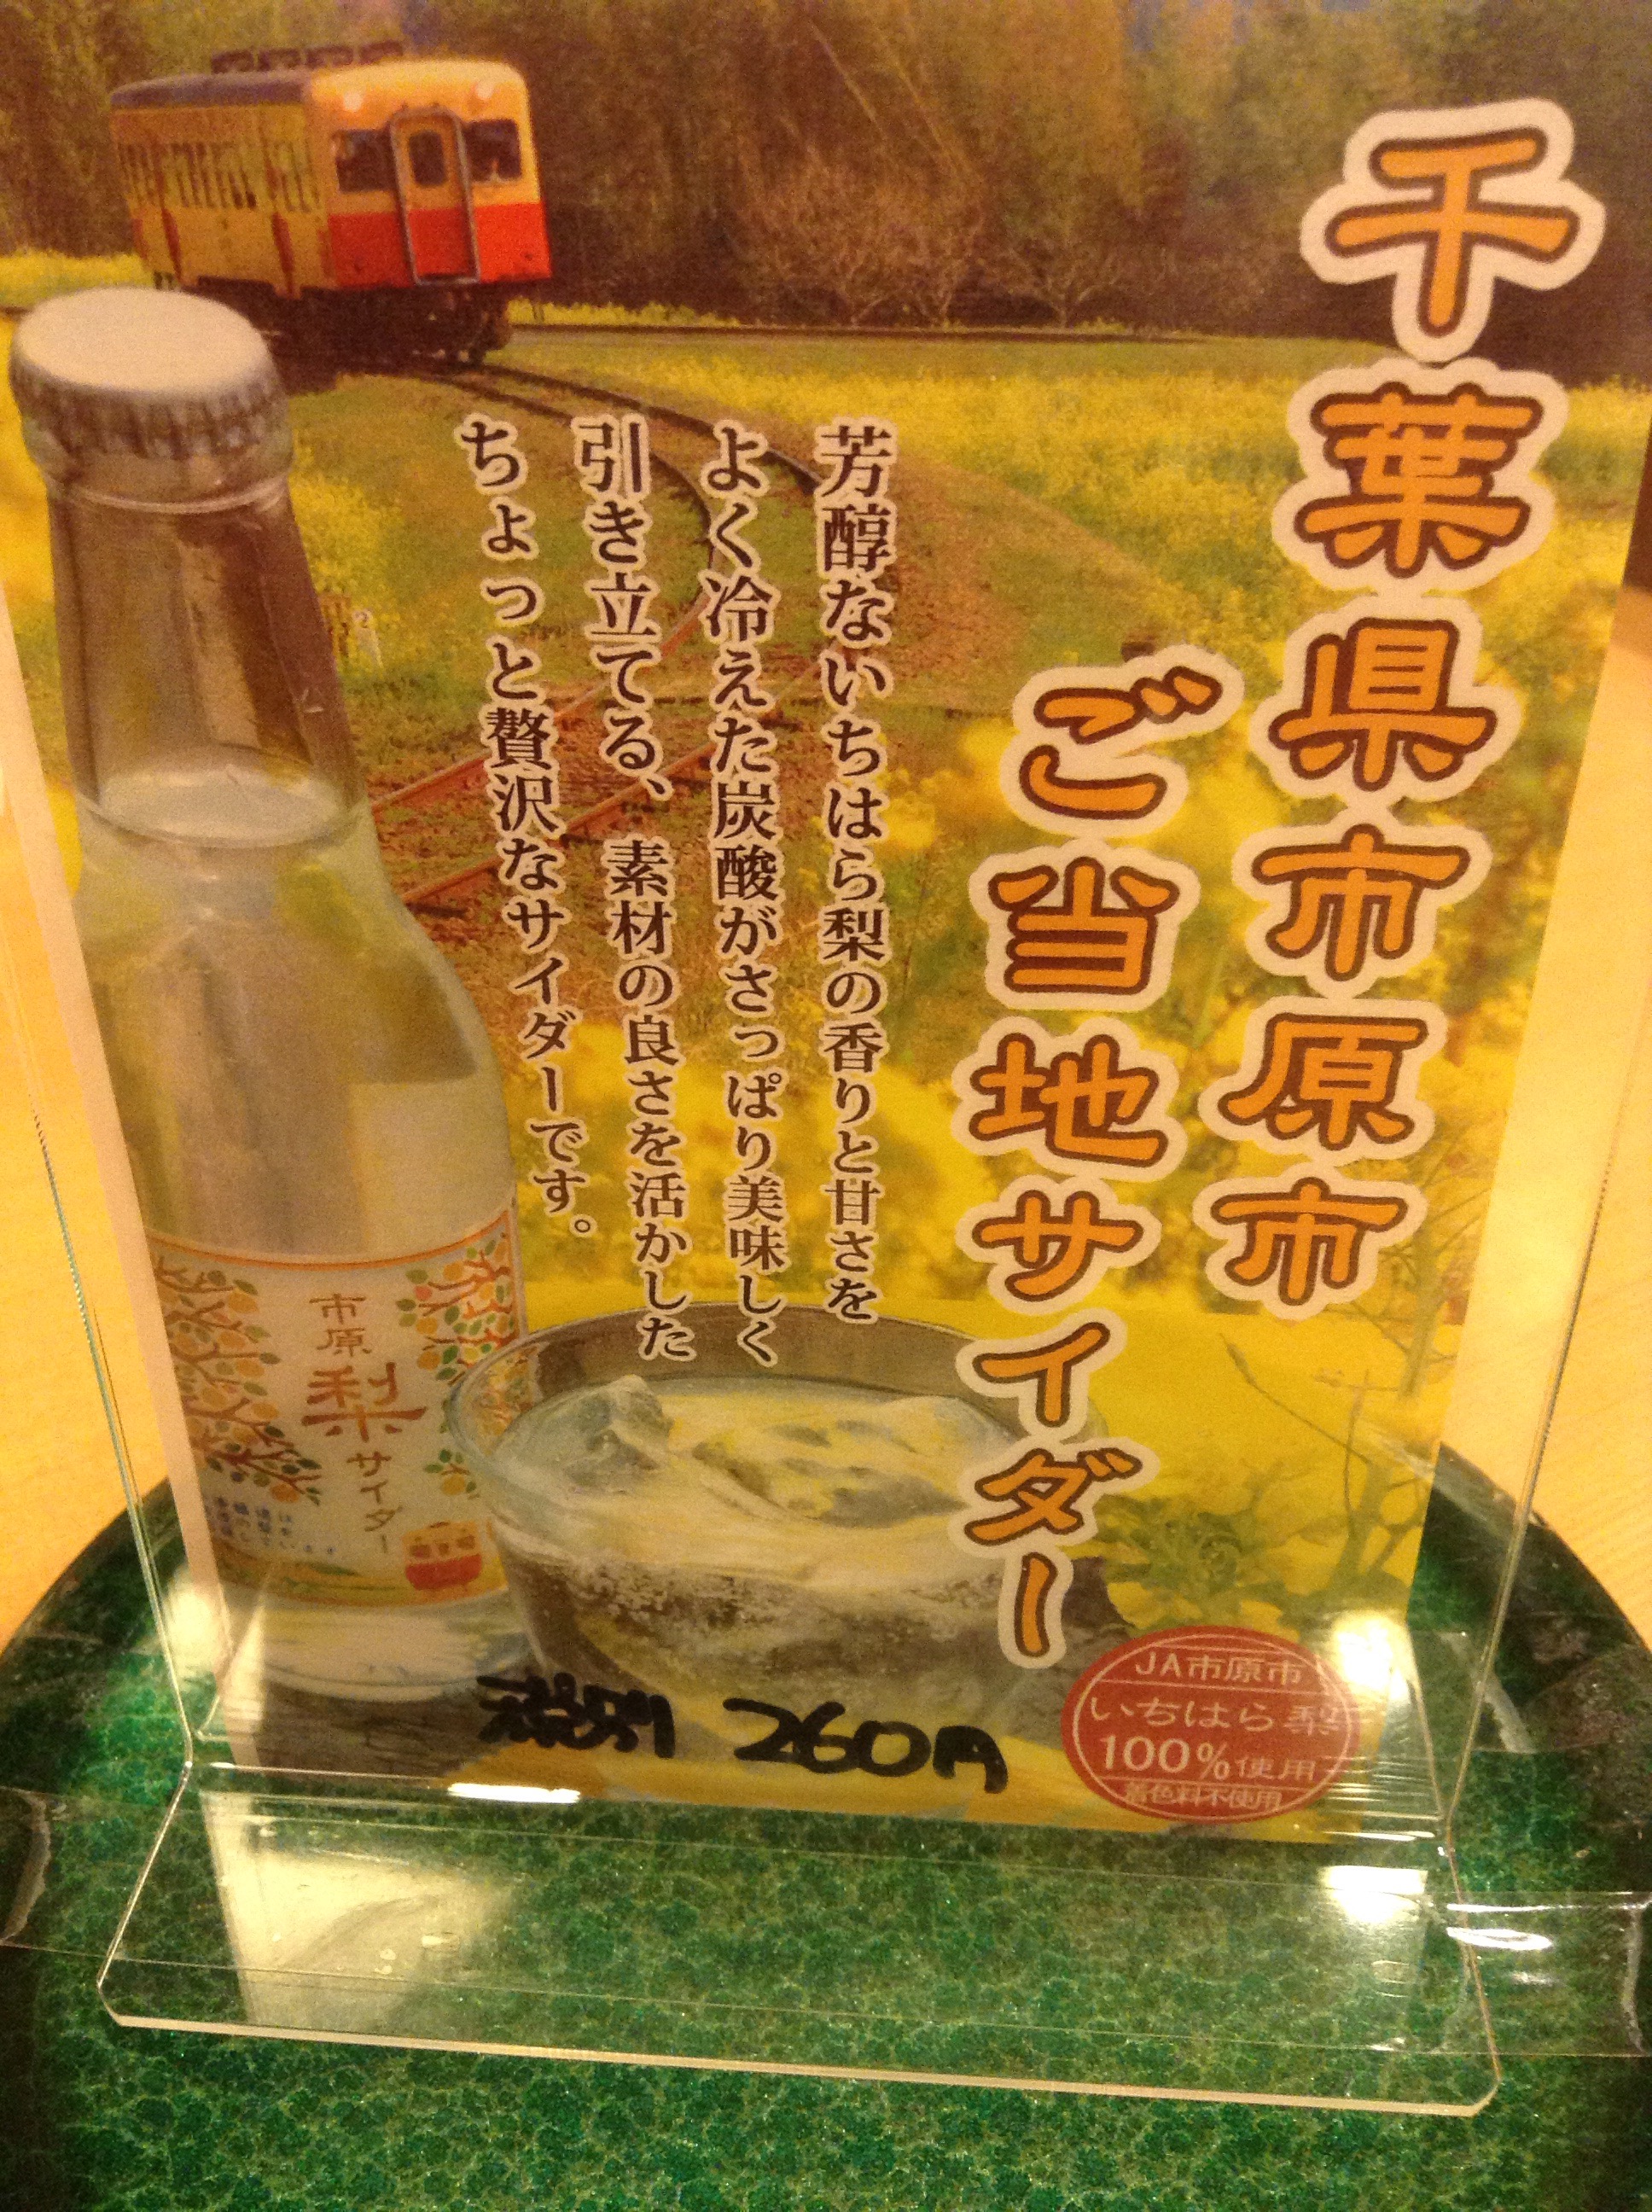 千葉県市原市
ご当地サイダー
芳醇ないちはら梨の香りと甘さを
よく冷えた炭酸がさっぱり美味しく
引き立てる、素材の良さを活かした
ちょっと贅沢なサイダーです。
市原
梨
サイダー
税別 260円
JA市原市
いちはら梨
100%使用
着色料不使用